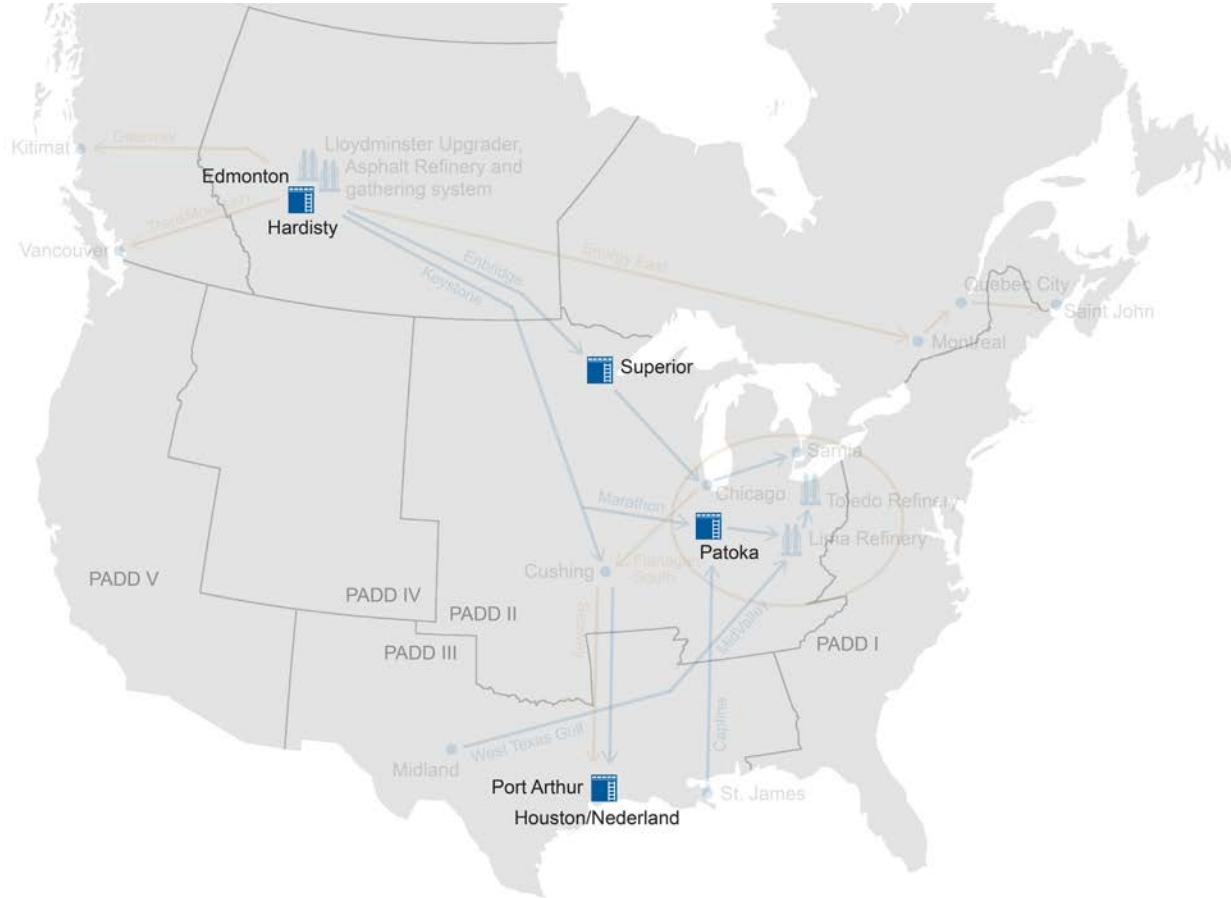 Kitimat
Gateway
Lloydminster Upgrader,
Asphalt Refinery and
gathering system
Edmonton
Hardisty
TransMountain
Vancouver
Enbridge
Keystone
Energy East
Quebec City
Saint John
Montreal
Superior
Sarnia
Chicago
Toledo Refinery
Marathon
Lima Refinery
Patoka
Cushing
Flanagan
South
PADD V
PADD IV
PADD II
PADD III
PADD I
Seaway
MidValley
Capline
West Texas Gulf
Midland
Port Arthur
Houston/Nederland
St. James